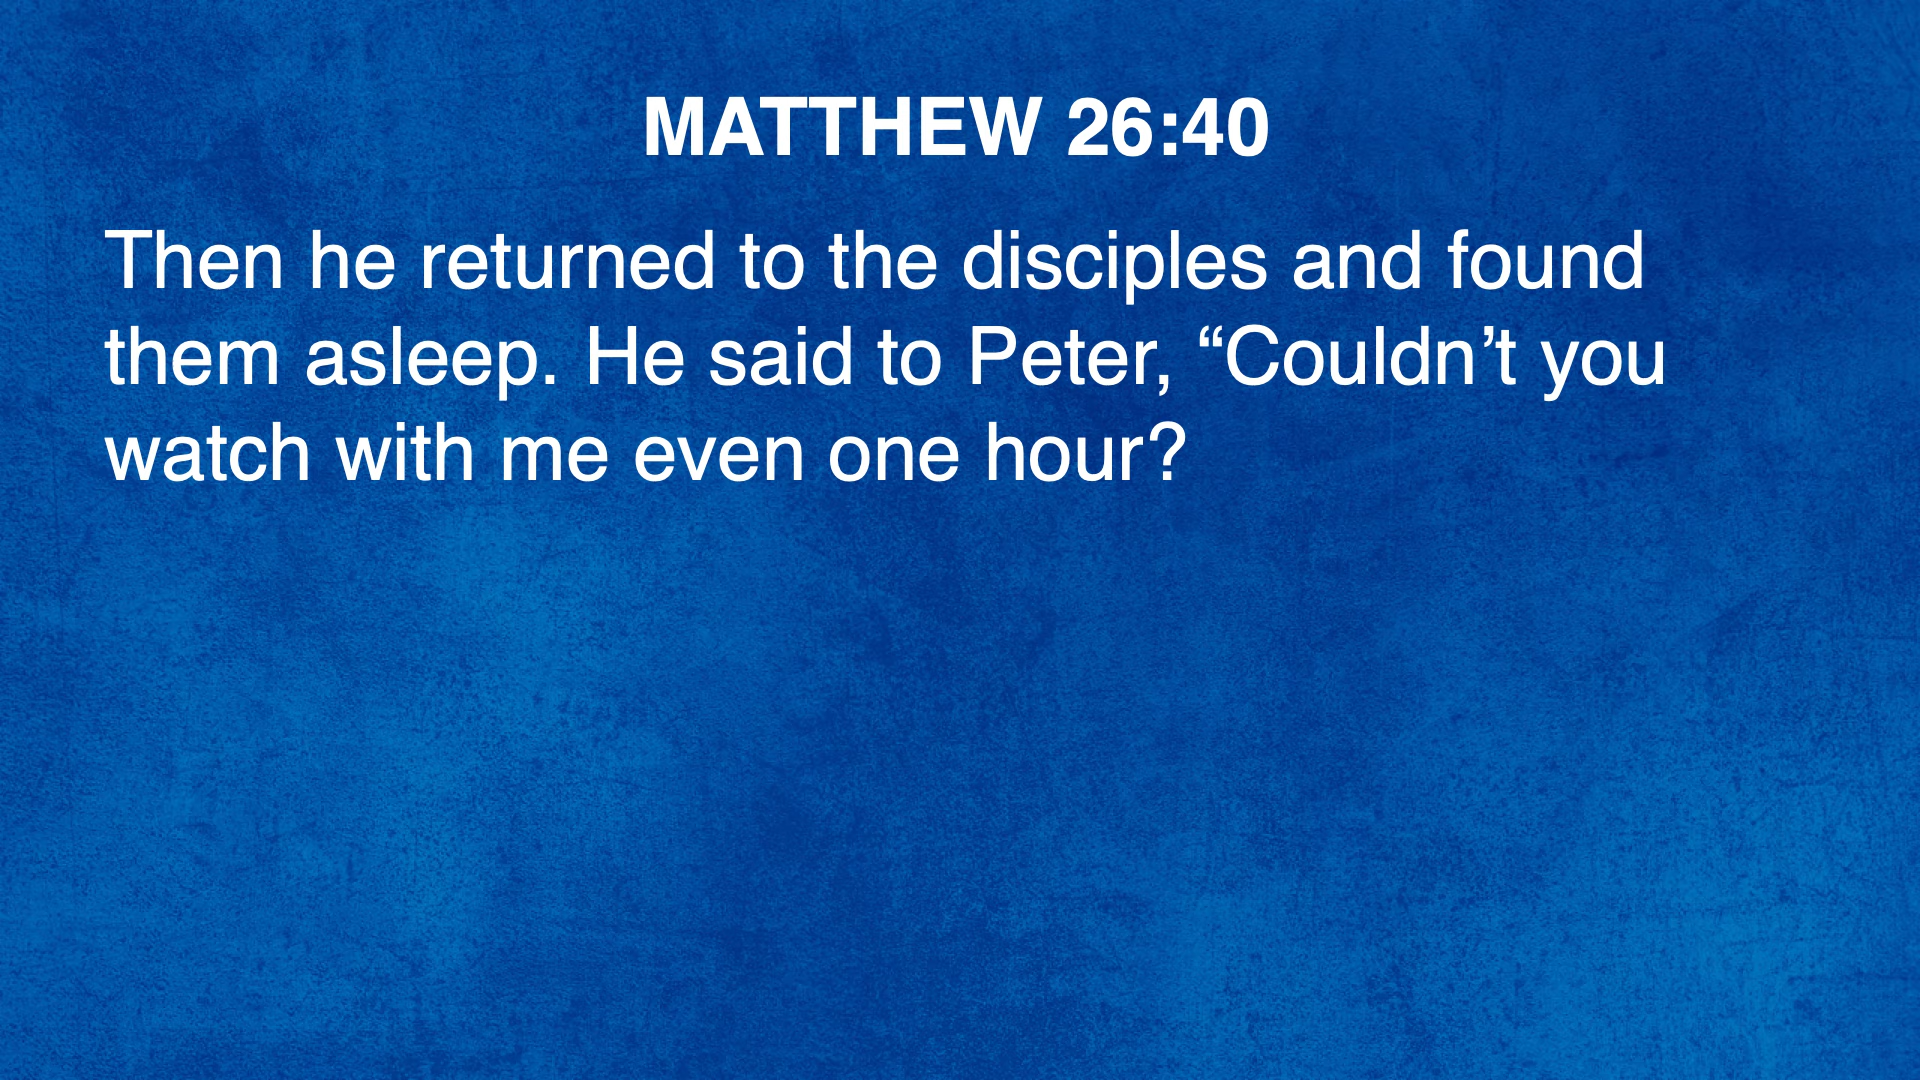 MATTHEW 26:40
Then he returned to the disciples and found
them asleep. He said to Peter, “Couldn’t you
watch with me even one hour?